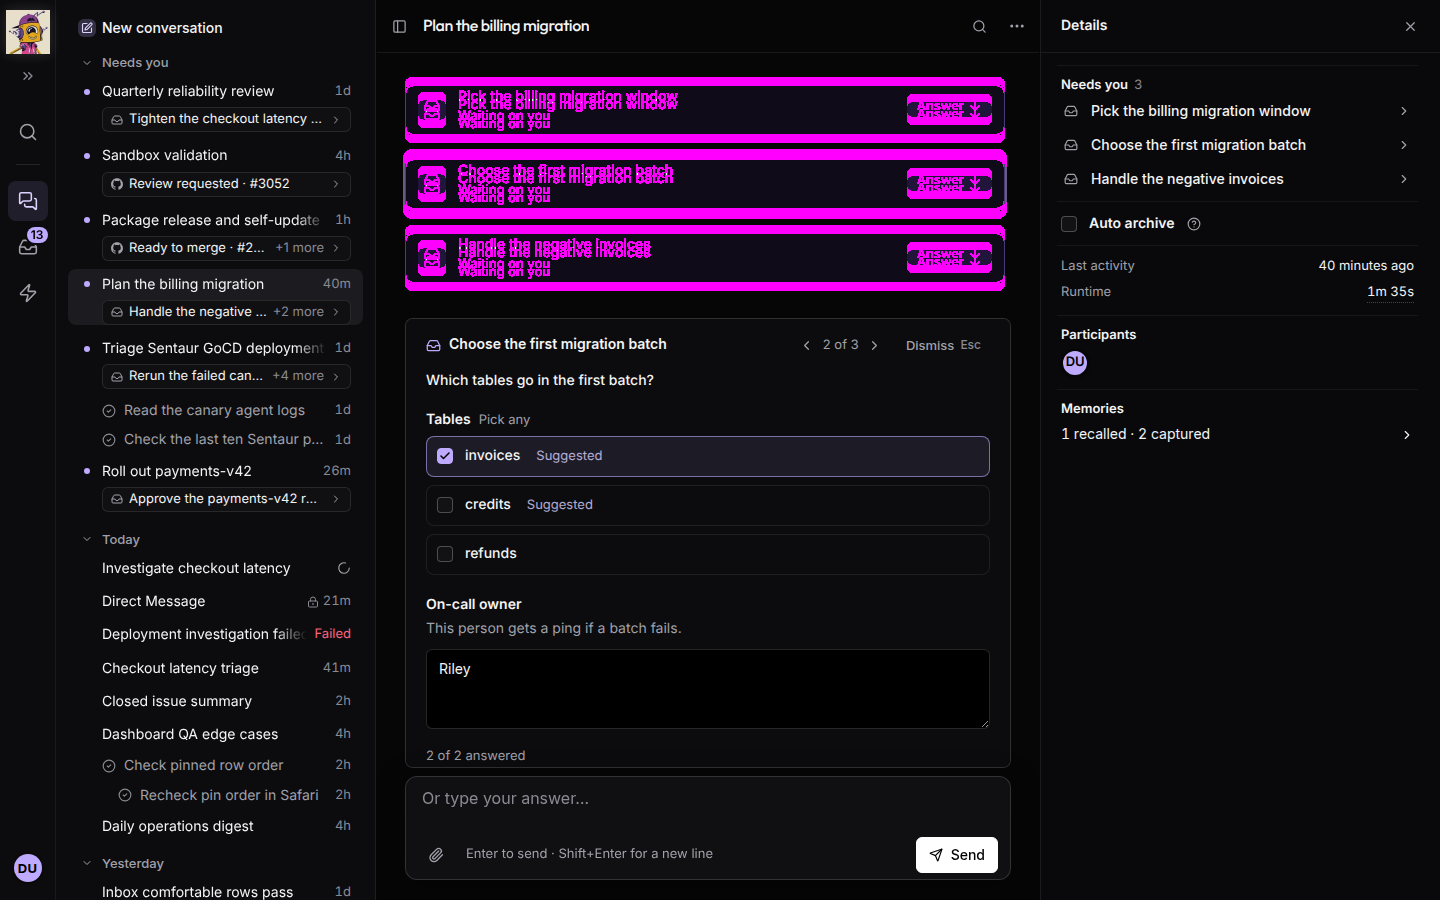 New conversation
Needs you
Quarterly reliability review 1d
Tighten the checkout latency ...
Sandbox validation 4h
Review requested · #3052
Package release and self-update 1h
Ready to merge · #2... +1 more
Plan the billing migration 40m
Handle the negative ... +2 more
Triage Sentaur GoCD deployment 1d
Rerun the failed can... +4 more
Read the canary agent logs 1d
Check the last ten Sentaur p... 1d
Roll out payments-v42 26m
Approve the payments-v42 r...
Today
Investigate checkout latency
Direct Message 21m
Deployment investigation failed Failed
Checkout latency triage 41m
Closed issue summary 2h
Dashboard QA edge cases 4h
Check pinned row order 2h
Recheck pin order in Safari 2h
Daily operations digest 4h
Yesterday
Inbox comfortable rows pass 1d
13
DU
Plan the billing migration
Pick the billing migration window
Waiting on you
Answer
Choose the first migration batch
Waiting on you
Answer
Handle the negative invoices
Waiting on you
Answer
Choose the first migration batch 2 of 3 Dismiss Esc
Which tables go in the first batch?
Tables Pick any
invoices Suggested
credits Suggested
refunds
On-call owner
This person gets a ping if a batch fails.
Riley
2 of 2 answered
Or type your answer...
Enter to send · Shift+Enter for a new line Send
Details
Needs you 3
Pick the billing migration window
Choose the first migration batch
Handle the negative invoices
Auto archive
Last activity 40 minutes ago
Runtime 1m 35s
Participants
DU
Memories
1 recalled · 2 captured